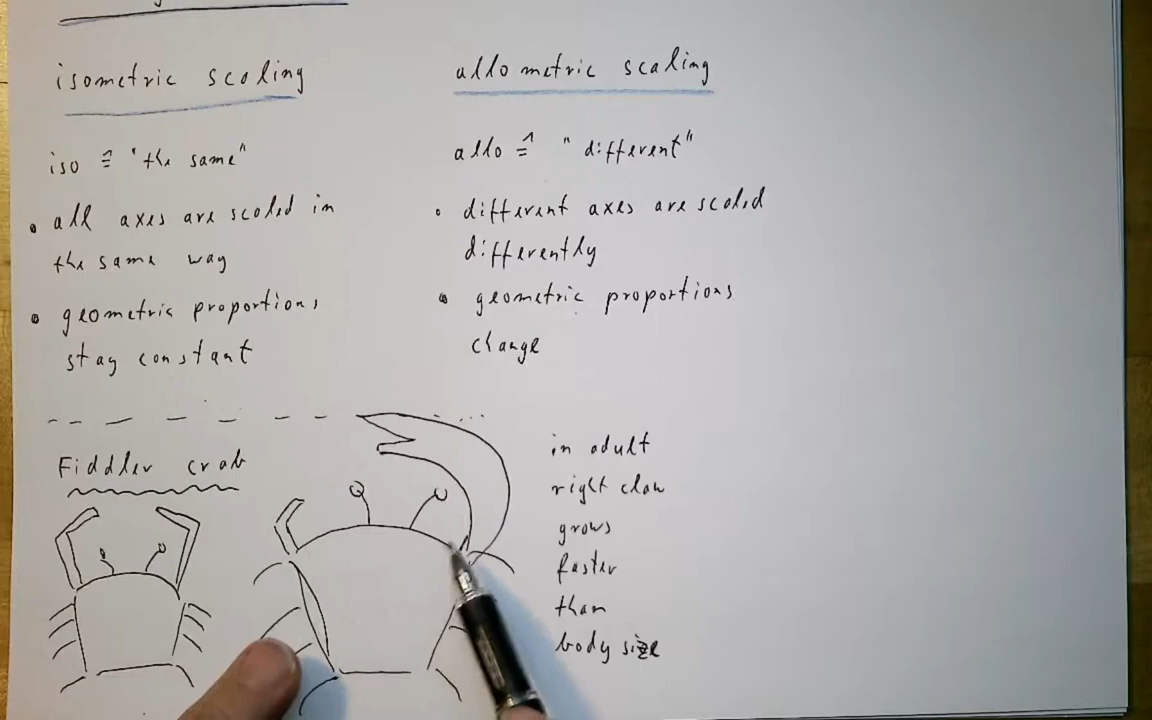 isometric scaling
iso ≙ "the same"
• all axes are scaled in
the same way
• geometric proportions
stay constant
allometric scaling
allo ≙ "different"
• different axes are scaled
differently
• geometric proportions
change
Fiddler crab
in adult
right claw
grows
faster
than
body size